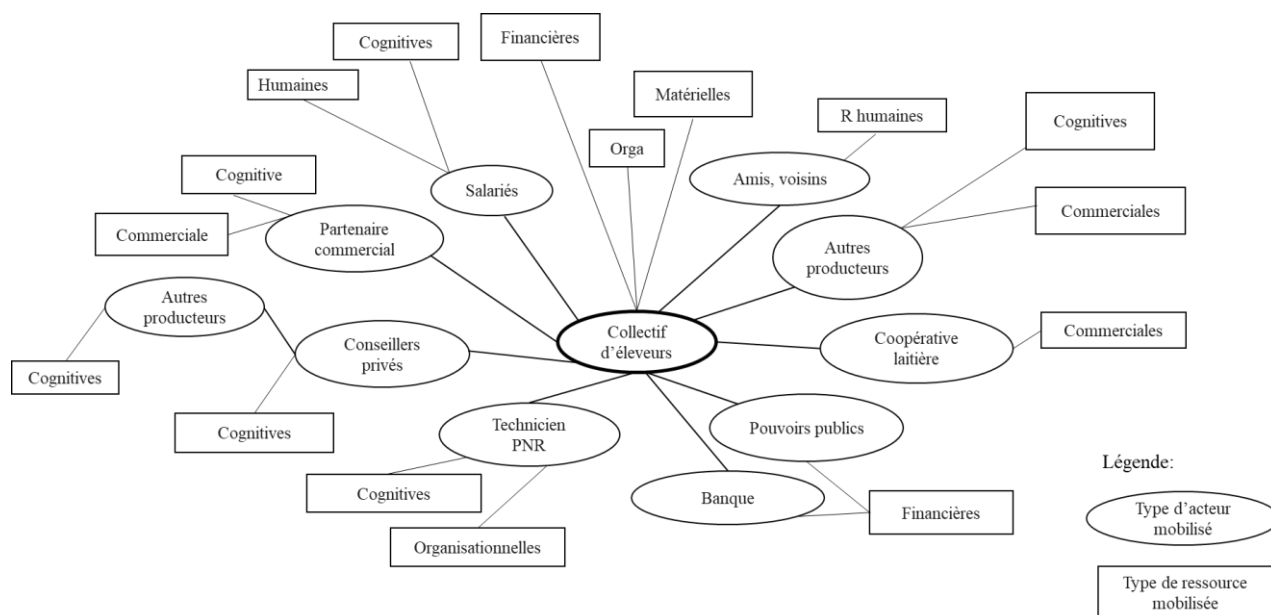 Cognitives
Financières
Humaines
Matérielles
R humaines
Cognitives
Orga
Cognitive
Salariés
Amis, voisins
Commerciale
Partenaire
commercial
Commerciales
Autres
producteurs
Autres
producteurs
Collectif
d'éleveurs
Coopérative
laitière
Commerciales
Conseillers
privés
Cognitives
Cognitives
Technicien
PNR
Pouvoirs publics
Légende:
Cognitives
Banque
Financières
Type d'acteur
mobilisé
Organisationnelles
Type de ressource
mobilisée